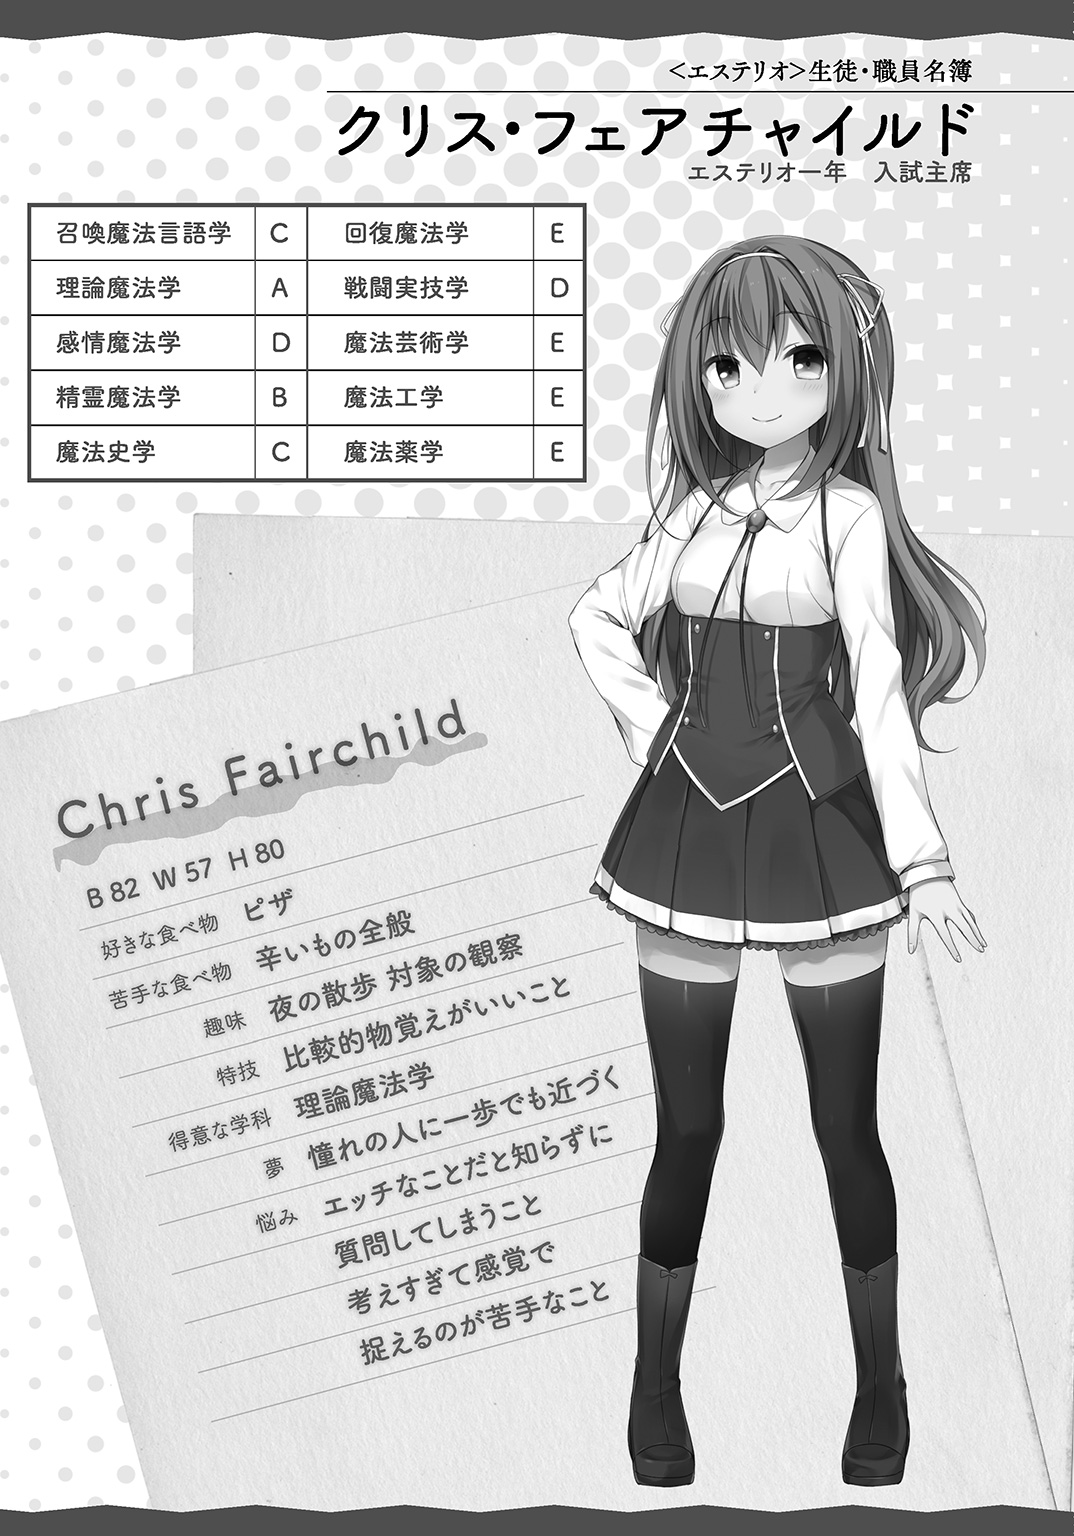 <エステリオ>生徒・職員名簿
クリス・フェアチャイルド
エステリオ一年 入試主席
召喚魔法言語学 C 回復魔法学 E
理論魔法学 A 戦闘実技学 D
感情魔法学 D 魔法芸術学 E
精霊魔法学 B 魔法工学 E
魔法史学 C 魔法薬学 E
Chris Fairchild
B 82 W 57 H 80
好きな食べ物 ピザ
苦手な食べ物 辛いもの全般
趣味 夜の散歩 対象の観察
特技 比較的物覚えがいいこと
得意な学科 理論魔法学
夢 憧れの人に一歩でも近づく
悩み エッチなことだと知らずに
質問してしまうこと
考えすぎて感覚で
捉えるのが苦手なこと